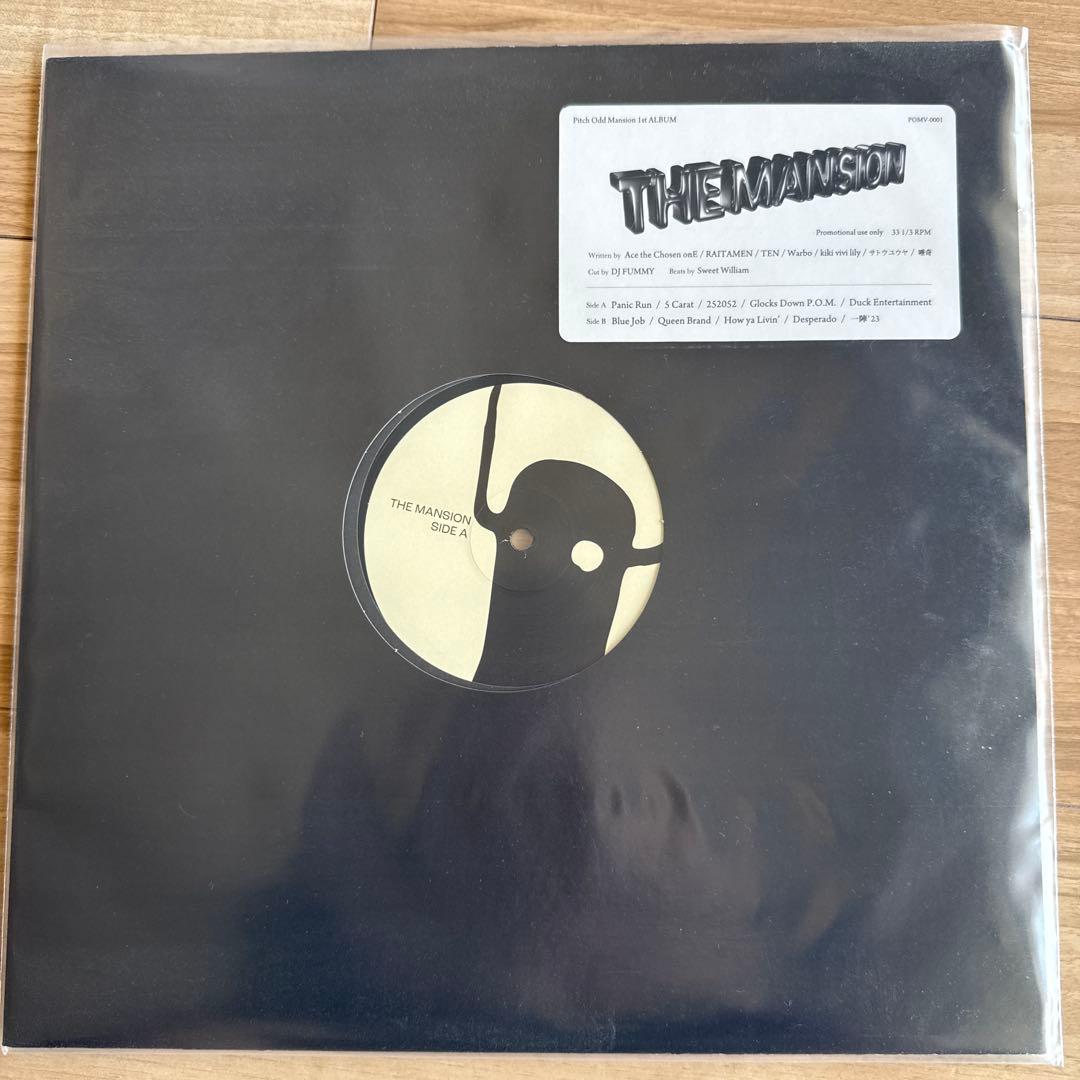 Pitch Odd Mansion 1st ALBUM POMV-0001
THE MANSION
Promotional use only 33 1/3 RPM
Written by Ace the Chosen onE / RAITAMEN / TEN / Warbo / kiki vivi lily / サトウユウヤ / 唾奇
Cut by DJ FUMMY Beats by Sweet William
Side A Panic Run / 5 Carat / 252052 / Glocks Down P.O.M. / Duck Entertainment
Side B Blue Job / Queen Brand / How ya Livin' / Desperado / 一陣'23
THE MANSION
SIDE A